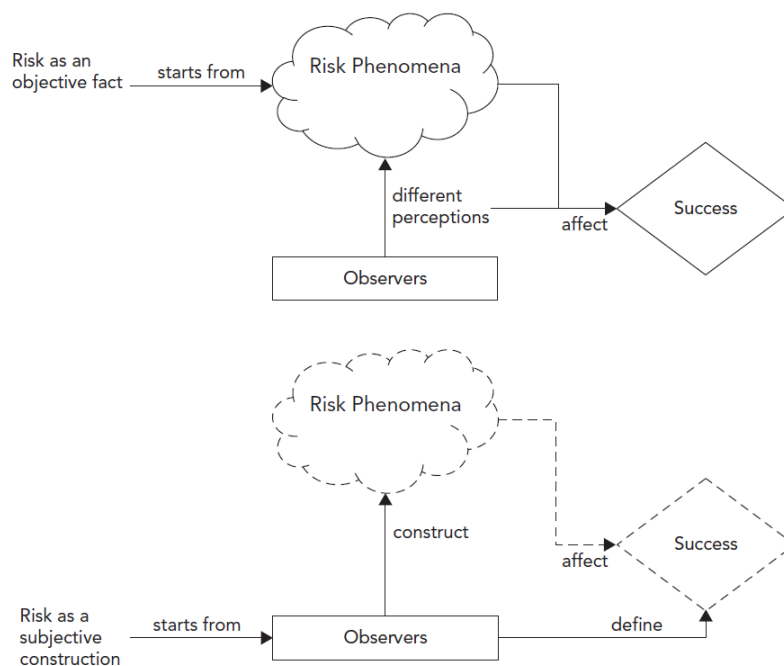 Risk as an
objective fact
starts from
Risk Phenomena
different
perceptions
affect
Success
Observers
Risk Phenomena
construct
affect
Success
Risk as a
subjective
construction
starts from
Observers
define